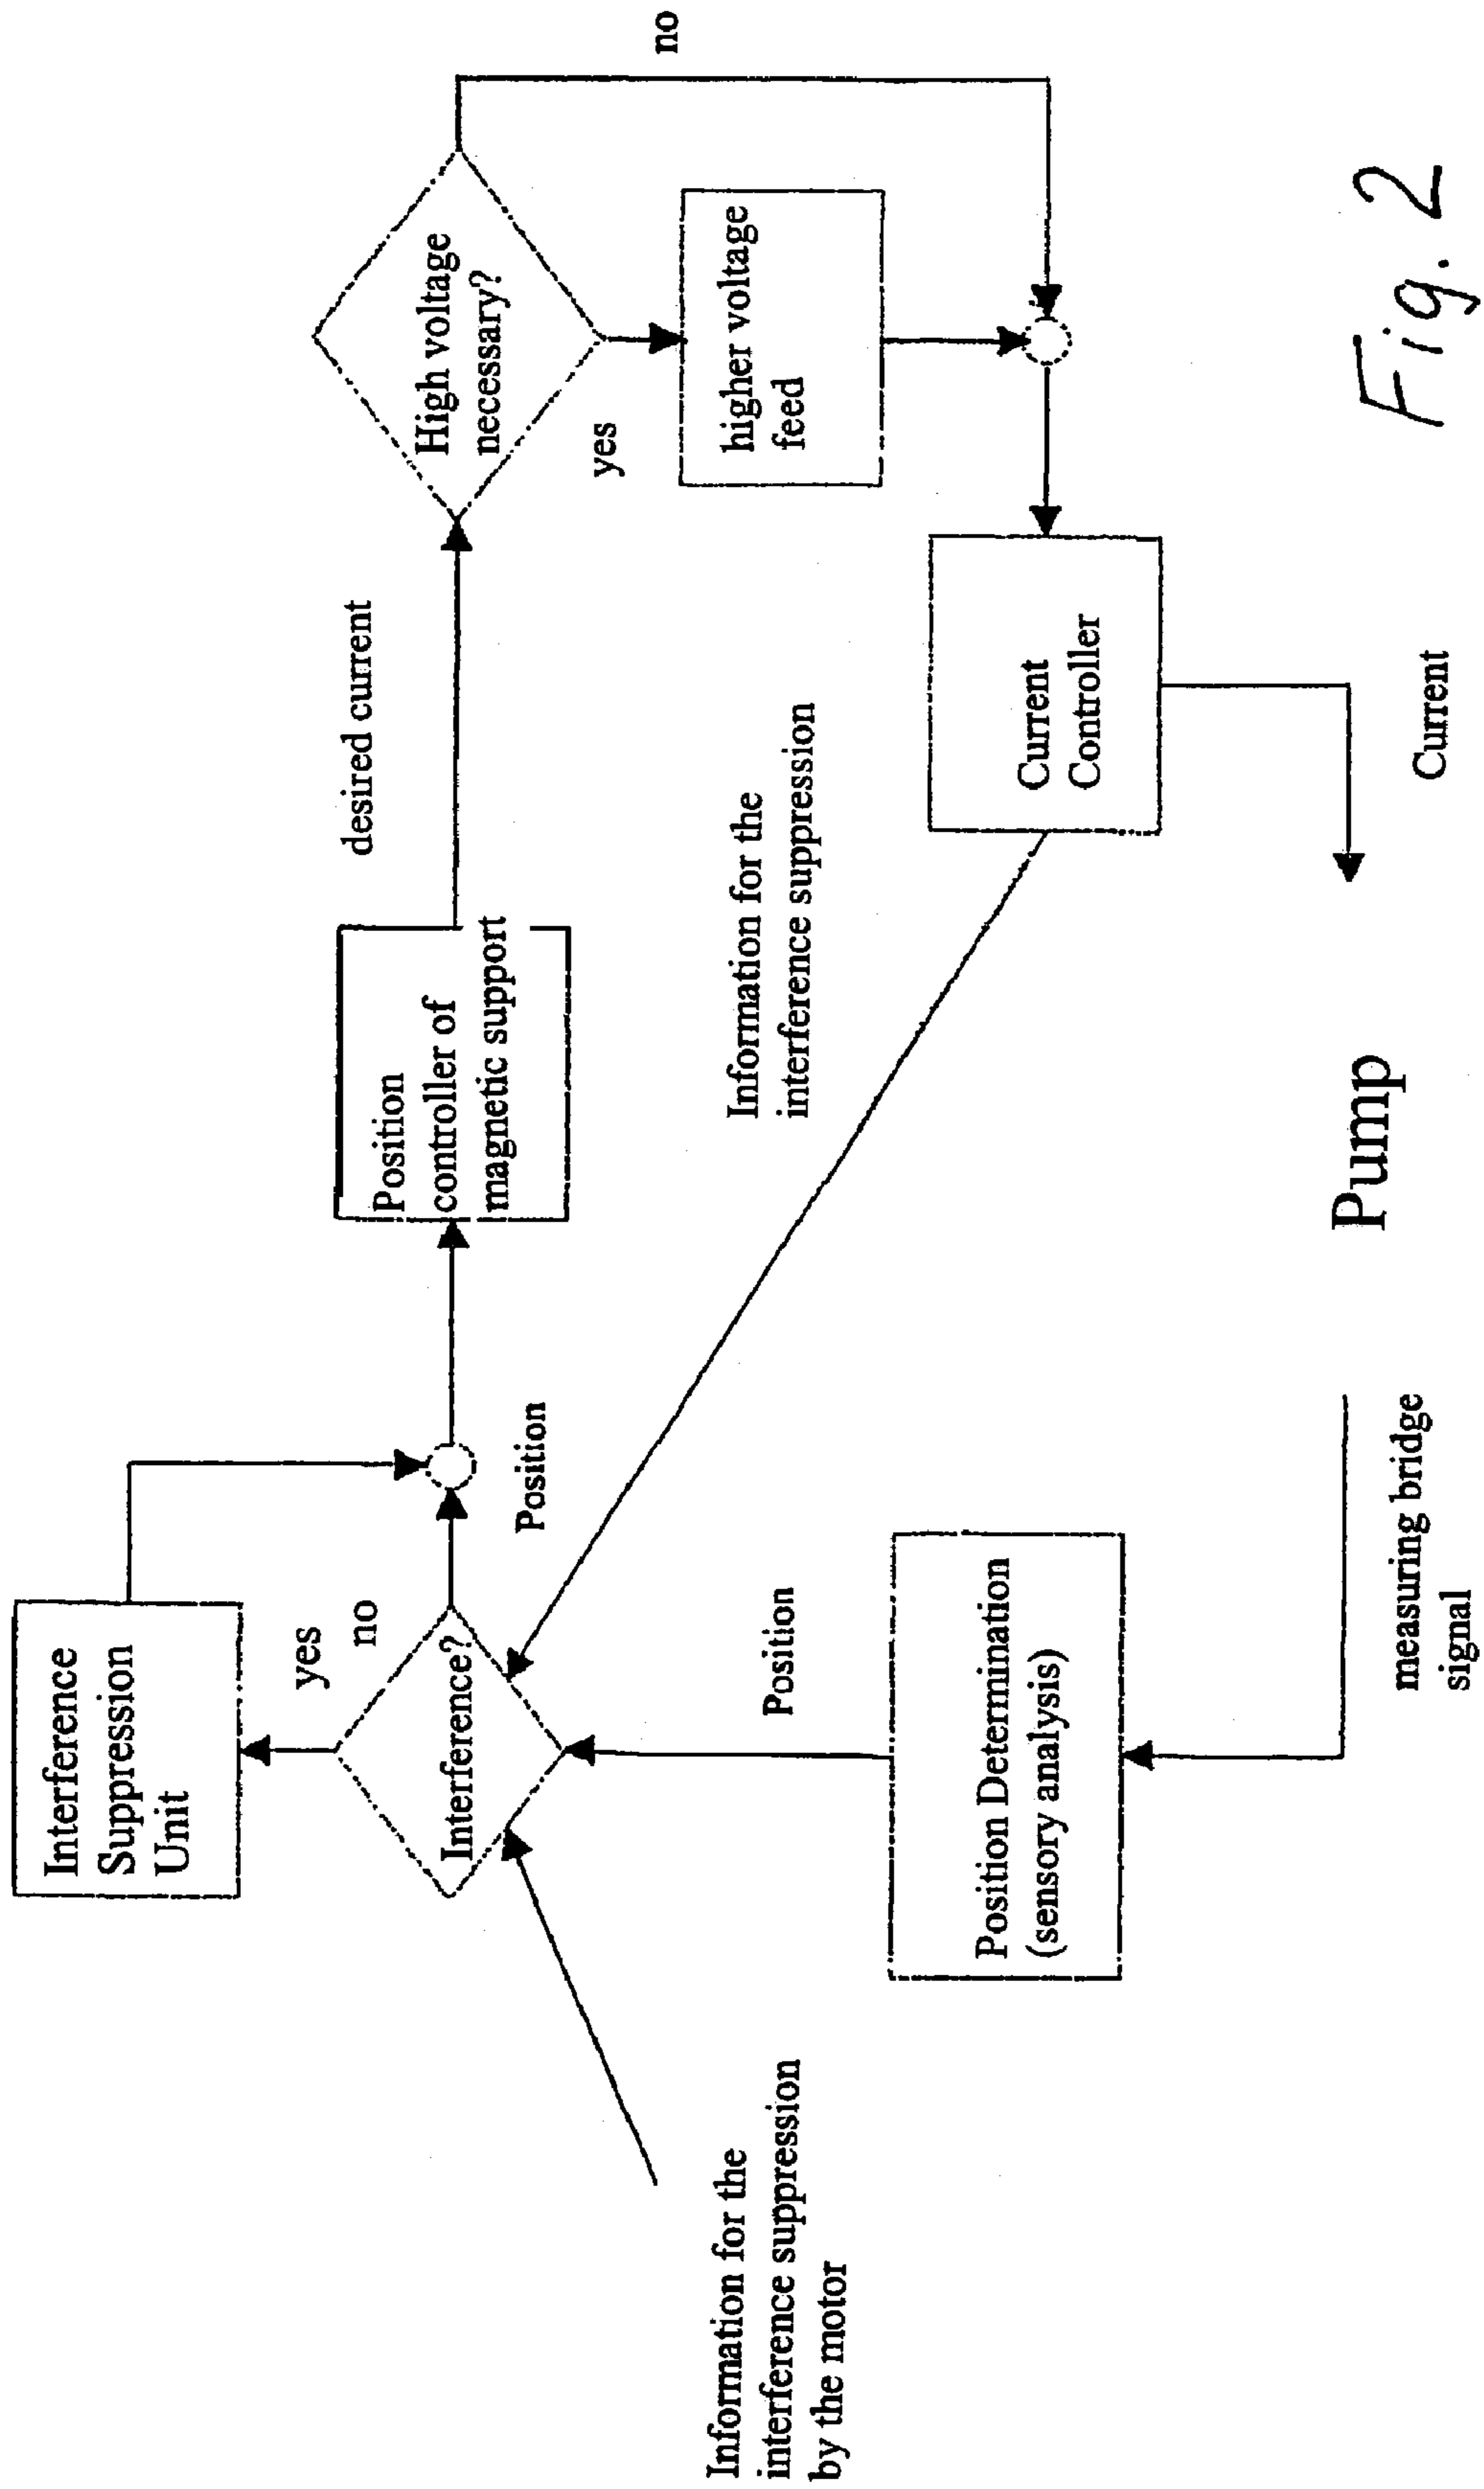 Interference
Suppression
Unit
yes
no
Interference?
Position
Position
controller of
magnetic support
desired current
High voltage
necessary?
no
yes
higher voltage
feed
Information for the
interference suppression
by the motor
Position
Information for the
interference suppression
Position Determination
(sensory analysis)
Current
Controller
measuring bridge
signal
Pump
Current
Fig. 2